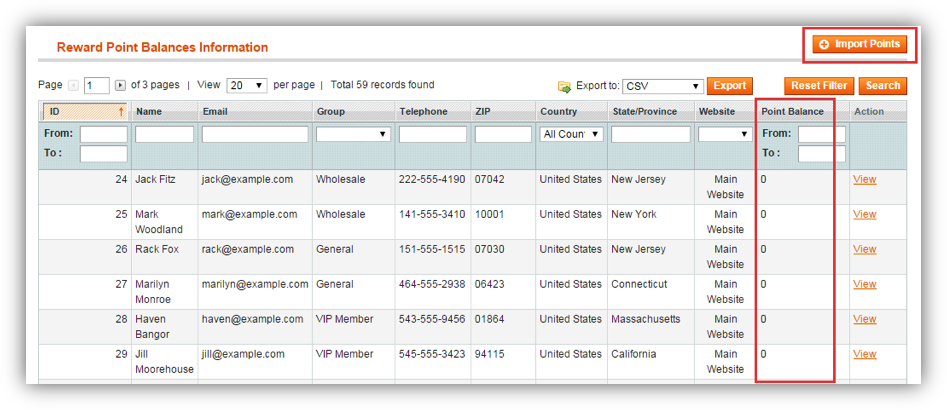 Reward Point Balances Information
Import Points
Page 1 of 3 pages | View 20 per page | Total 59 records found
Export to: CSV Export Reset Filter Search
ID ↑ Name Email Group Telephone ZIP Country State/Province Website Point Balance Action
From: All Coun From:
To : To :
24 Jack Fitz jack@example.com Wholesale 222-555-4190 07042 United States New Jersey Main 0 View
Website
25 Mark mark@example.com Wholesale 141-555-3410 10001 United States New York Main 0 View
Woodland Website
26 Rack Fox rack@example.com General 151-555-1515 07030 United States New Jersey Main 0 View
Website
27 Marilyn marilyn@example.com General 464-555-2938 06423 United States Connecticut Main 0 View
Monroe Website
28 Haven haven@example.com VIP Member 543-555-9456 01864 United States Massachusetts Main 0 View
Bangor Website
29 Jill jill@example.com VIP Member 545-555-3423 94115 United States California Main 0 View
Moorehouse Website